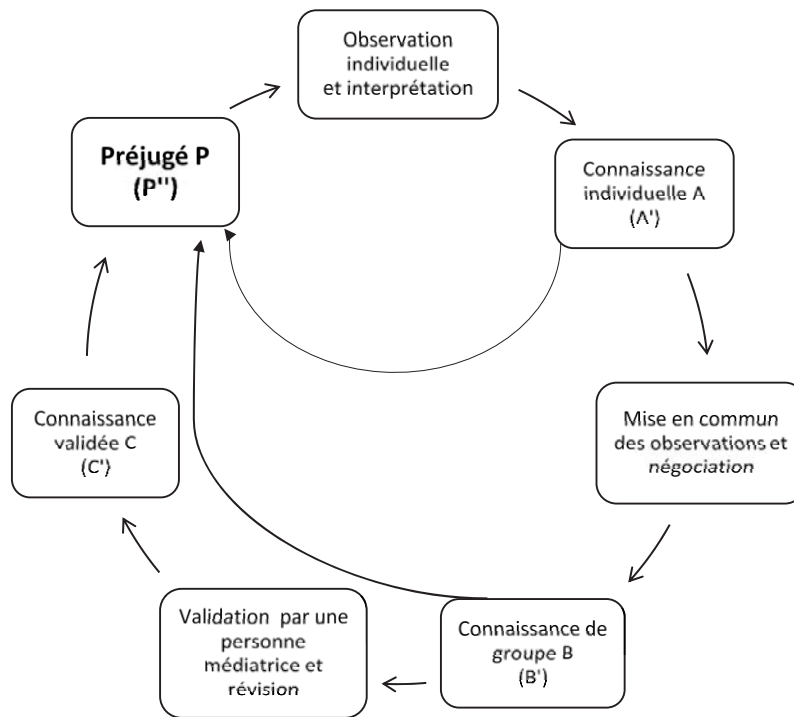 Observation
individuelle
et interprétation
Préjugé P
(P'')
Connaissance
individuelle A
(A')
Mise en commun
des observations et
négociation
Connaissance de
groupe B
(B')
Validation par une
personne
médiatrice et
révision
Connaissance
validée C
(C')